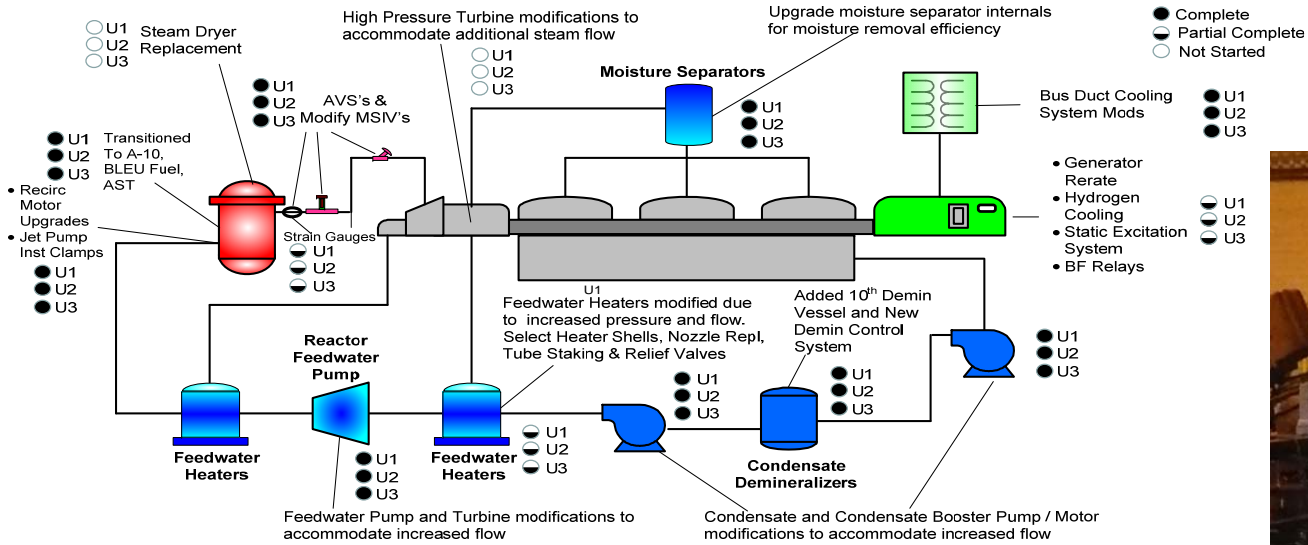 U1
U2
U3
Steam Dryer
Replacement
High Pressure Turbine modifications to
accommodate additional steam flow
U1
U2
U3
Upgrade moisture separator internals
for moisture removal efficiency
Complete
Partial Complete
Not Started
Moisture Separators
U1
U2
U3
AVS's &
Modify MSIV's
U1
U2
U3
Bus Duct Cooling
System Mods
U1
U2
U3
U1
U2
U3
Transitioned
To A-10,
BLEU Fuel,
AST
• Recirc
Motor
Upgrades
• Jet Pump
Inst Clamps
U1
U2
U3
Strain Gauges
U1
U2
U3
• Generator
Rerate
• Hydrogen
Cooling
• Static Excitation
System
• BF Relays
U1
U2
U3
U1
Feedwater Heaters modified due
to increased pressure and flow.
Select Heater Shells, Nozzle Repl,
Tube Staking & Relief Valves
Added 10th Demin
Vessel and New
Demin Control
System
U1
U2
U3
Reactor
Feedwater
Pump
U1
U2
U3
U1
U2
U3
Feedwater
Heaters
U1
U2
U3
Feedwater
Heaters
U1
U2
U3
Condensate
Demineralizers
Feedwater Pump and Turbine modifications to
accommodate increased flow
Condensate and Condensate Booster Pump / Motor
modifications to accommodate increased flow